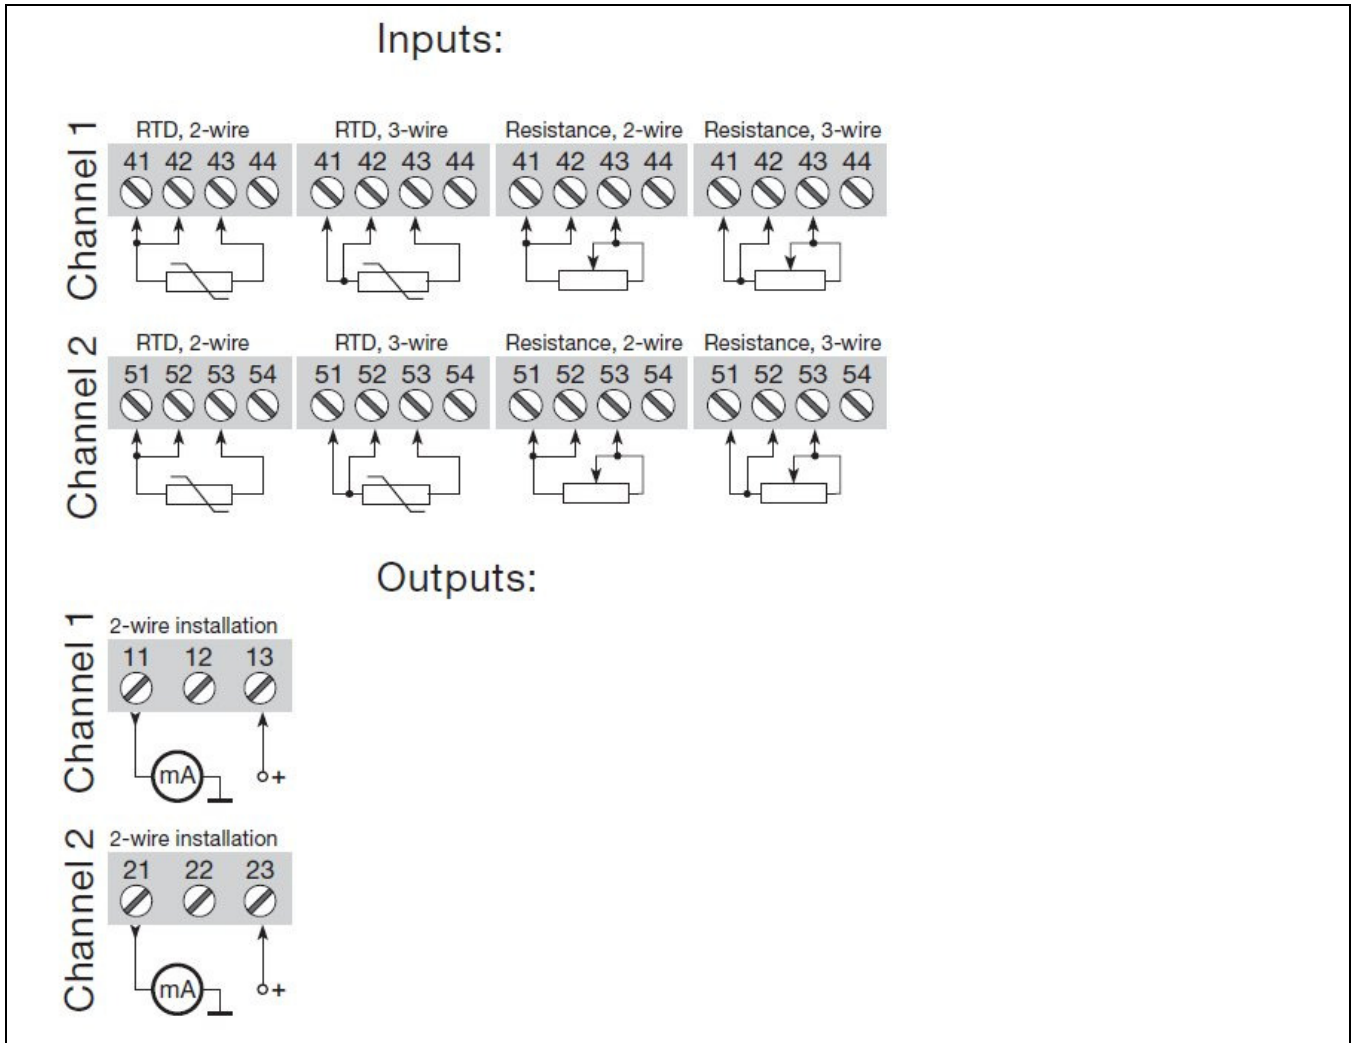 Inputs:
Channel 1
RTD, 2-wire RTD, 3-wire Resistance, 2-wire Resistance, 3-wire
41 42 43 44 41 42 43 44 41 42 43 44 41 42 43 44
Channel 2
RTD, 2-wire RTD, 3-wire Resistance, 2-wire Resistance, 3-wire
51 52 53 54 51 52 53 54 51 52 53 54 51 52 53 54
Outputs:
Channel 1
2-wire installation
11 12 13
mA +
Channel 2
2-wire installation
21 22 23
mA +